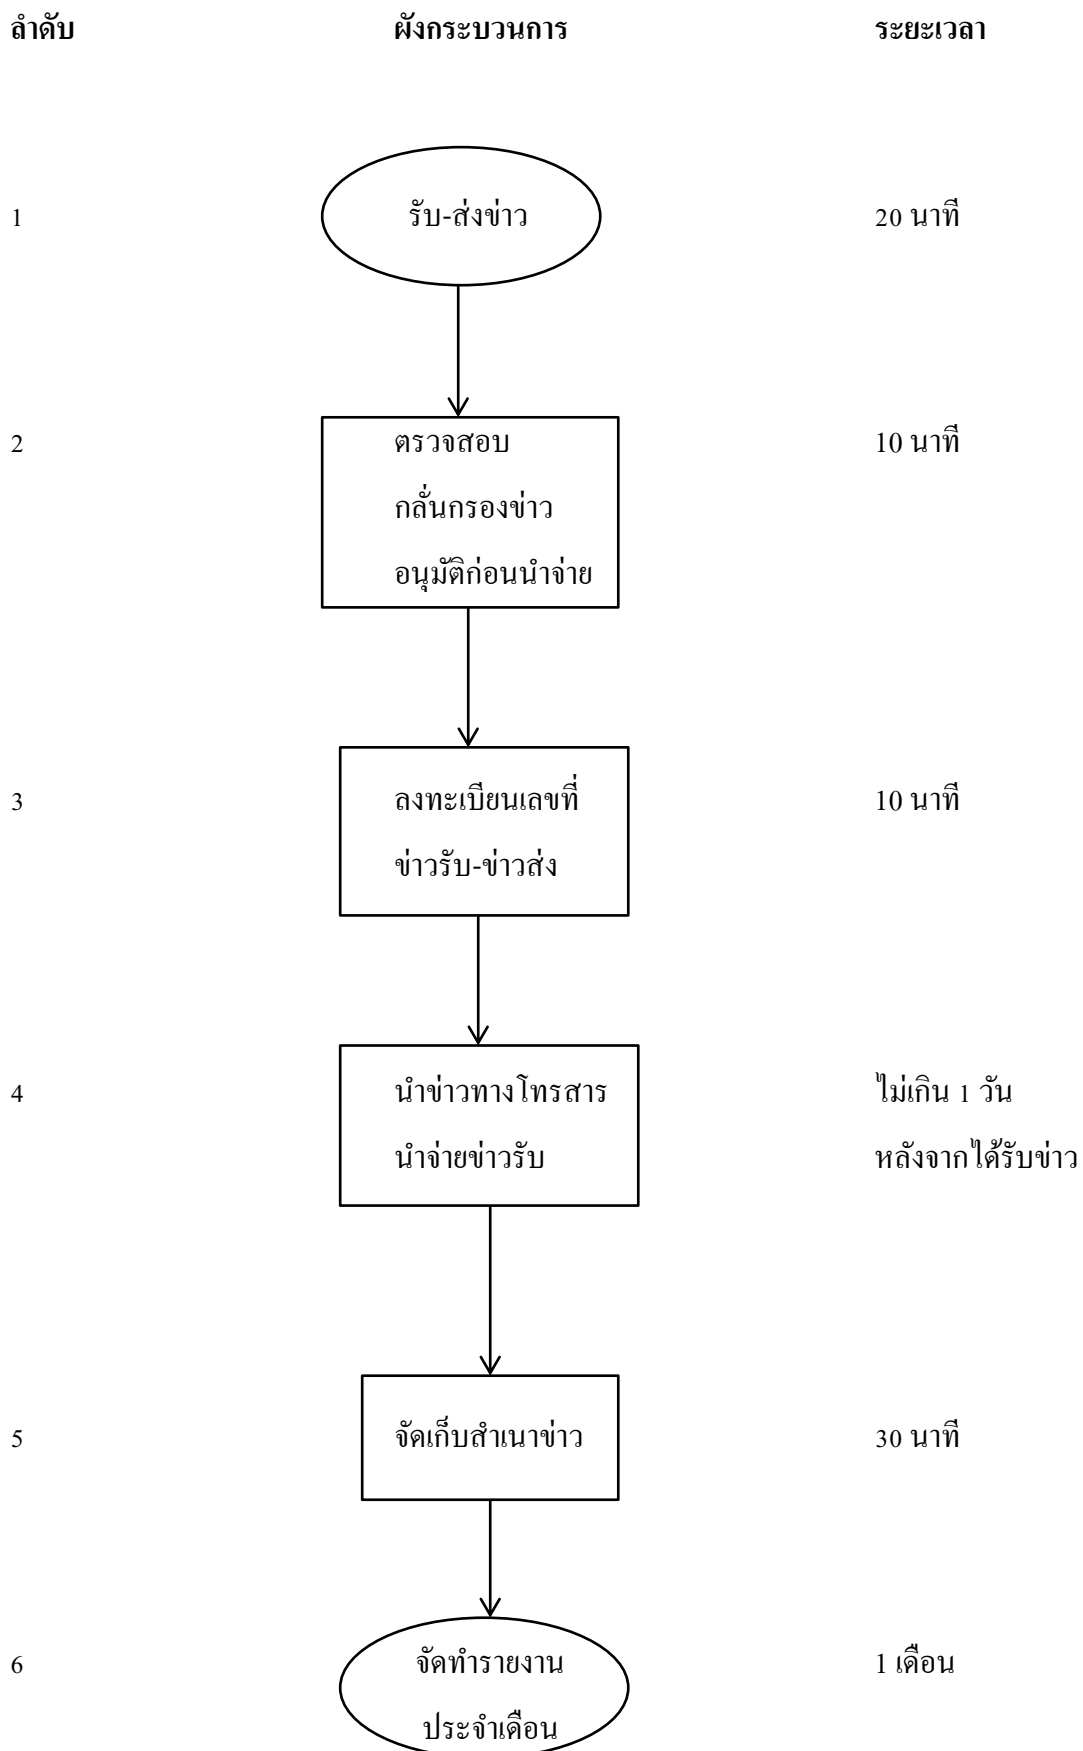 ลำดับ ผังกระบวนการ ระยะเวลา
1 รับ-ส่งข่าว 20 นาที
2 ตรวจสอบ 10 นาที
กลั่นกรองข่าว
อนุมัติก่อนนำจ่าย
3 ลงทะเบียนเลขที่ 10 นาที
ข่าวรับ-ข่าวส่ง
4 นำข่าวทางโทรสาร ไม่เกิน 1 วัน
นำจ่ายข่าวรับ หลังจากได้รับข่าว
5 จัดเก็บสำเนาข่าว 30 นาที
6 จัดทำรายงาน 1 เดือน
ประจำเดือน